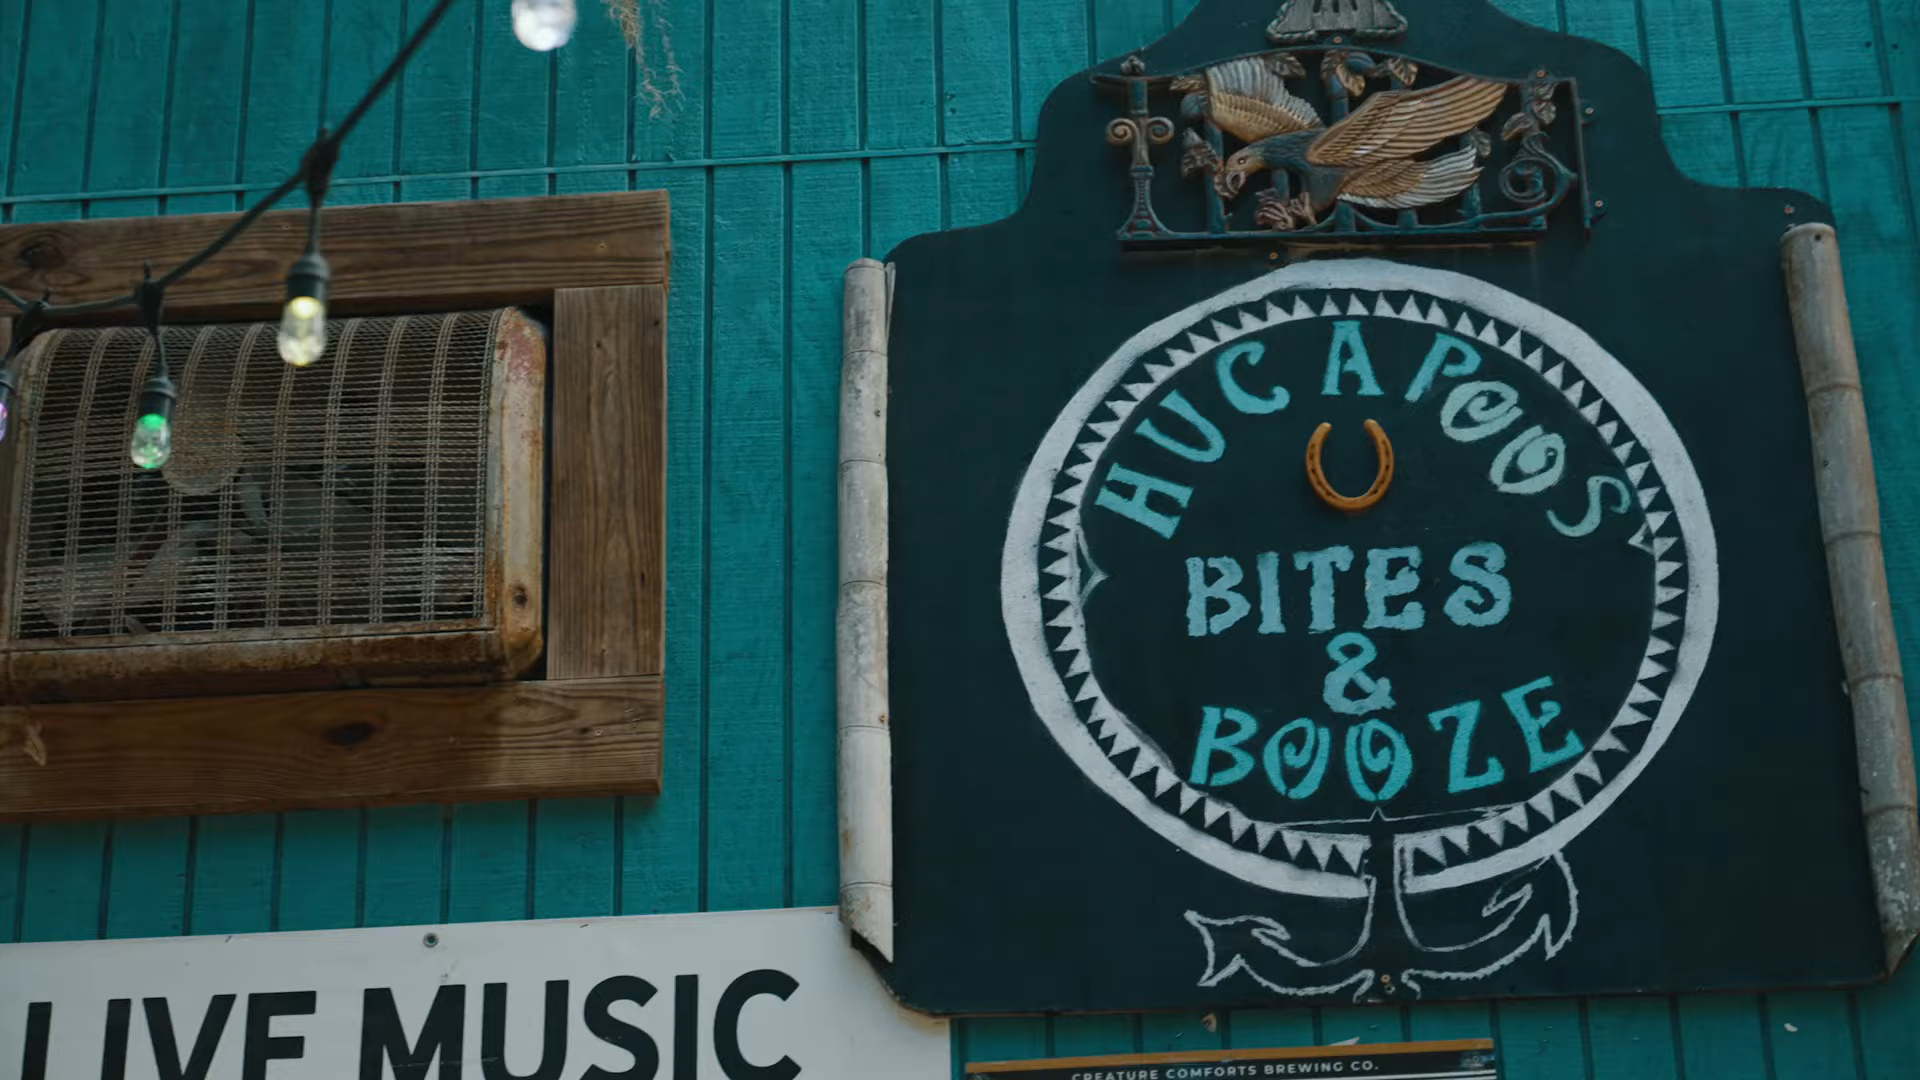 HUCAPOOS
BITES
&
BOOZE
LIVE MUSIC
CREATURE COMFORTS BREWING CO.